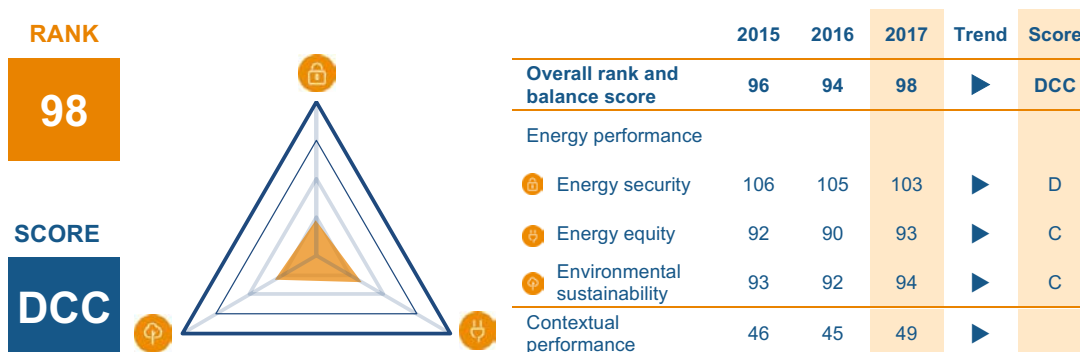 RANK
98
SCORE
DCC
2015 2016 2017 Trend Score
Overall rank and
balance score 96 94 98 DCC
Energy performance
Energy security 106 105 103 D
Energy equity 92 90 93 C
Environmental
sustainability 93 92 94 C
Contextual
performance 46 45 49